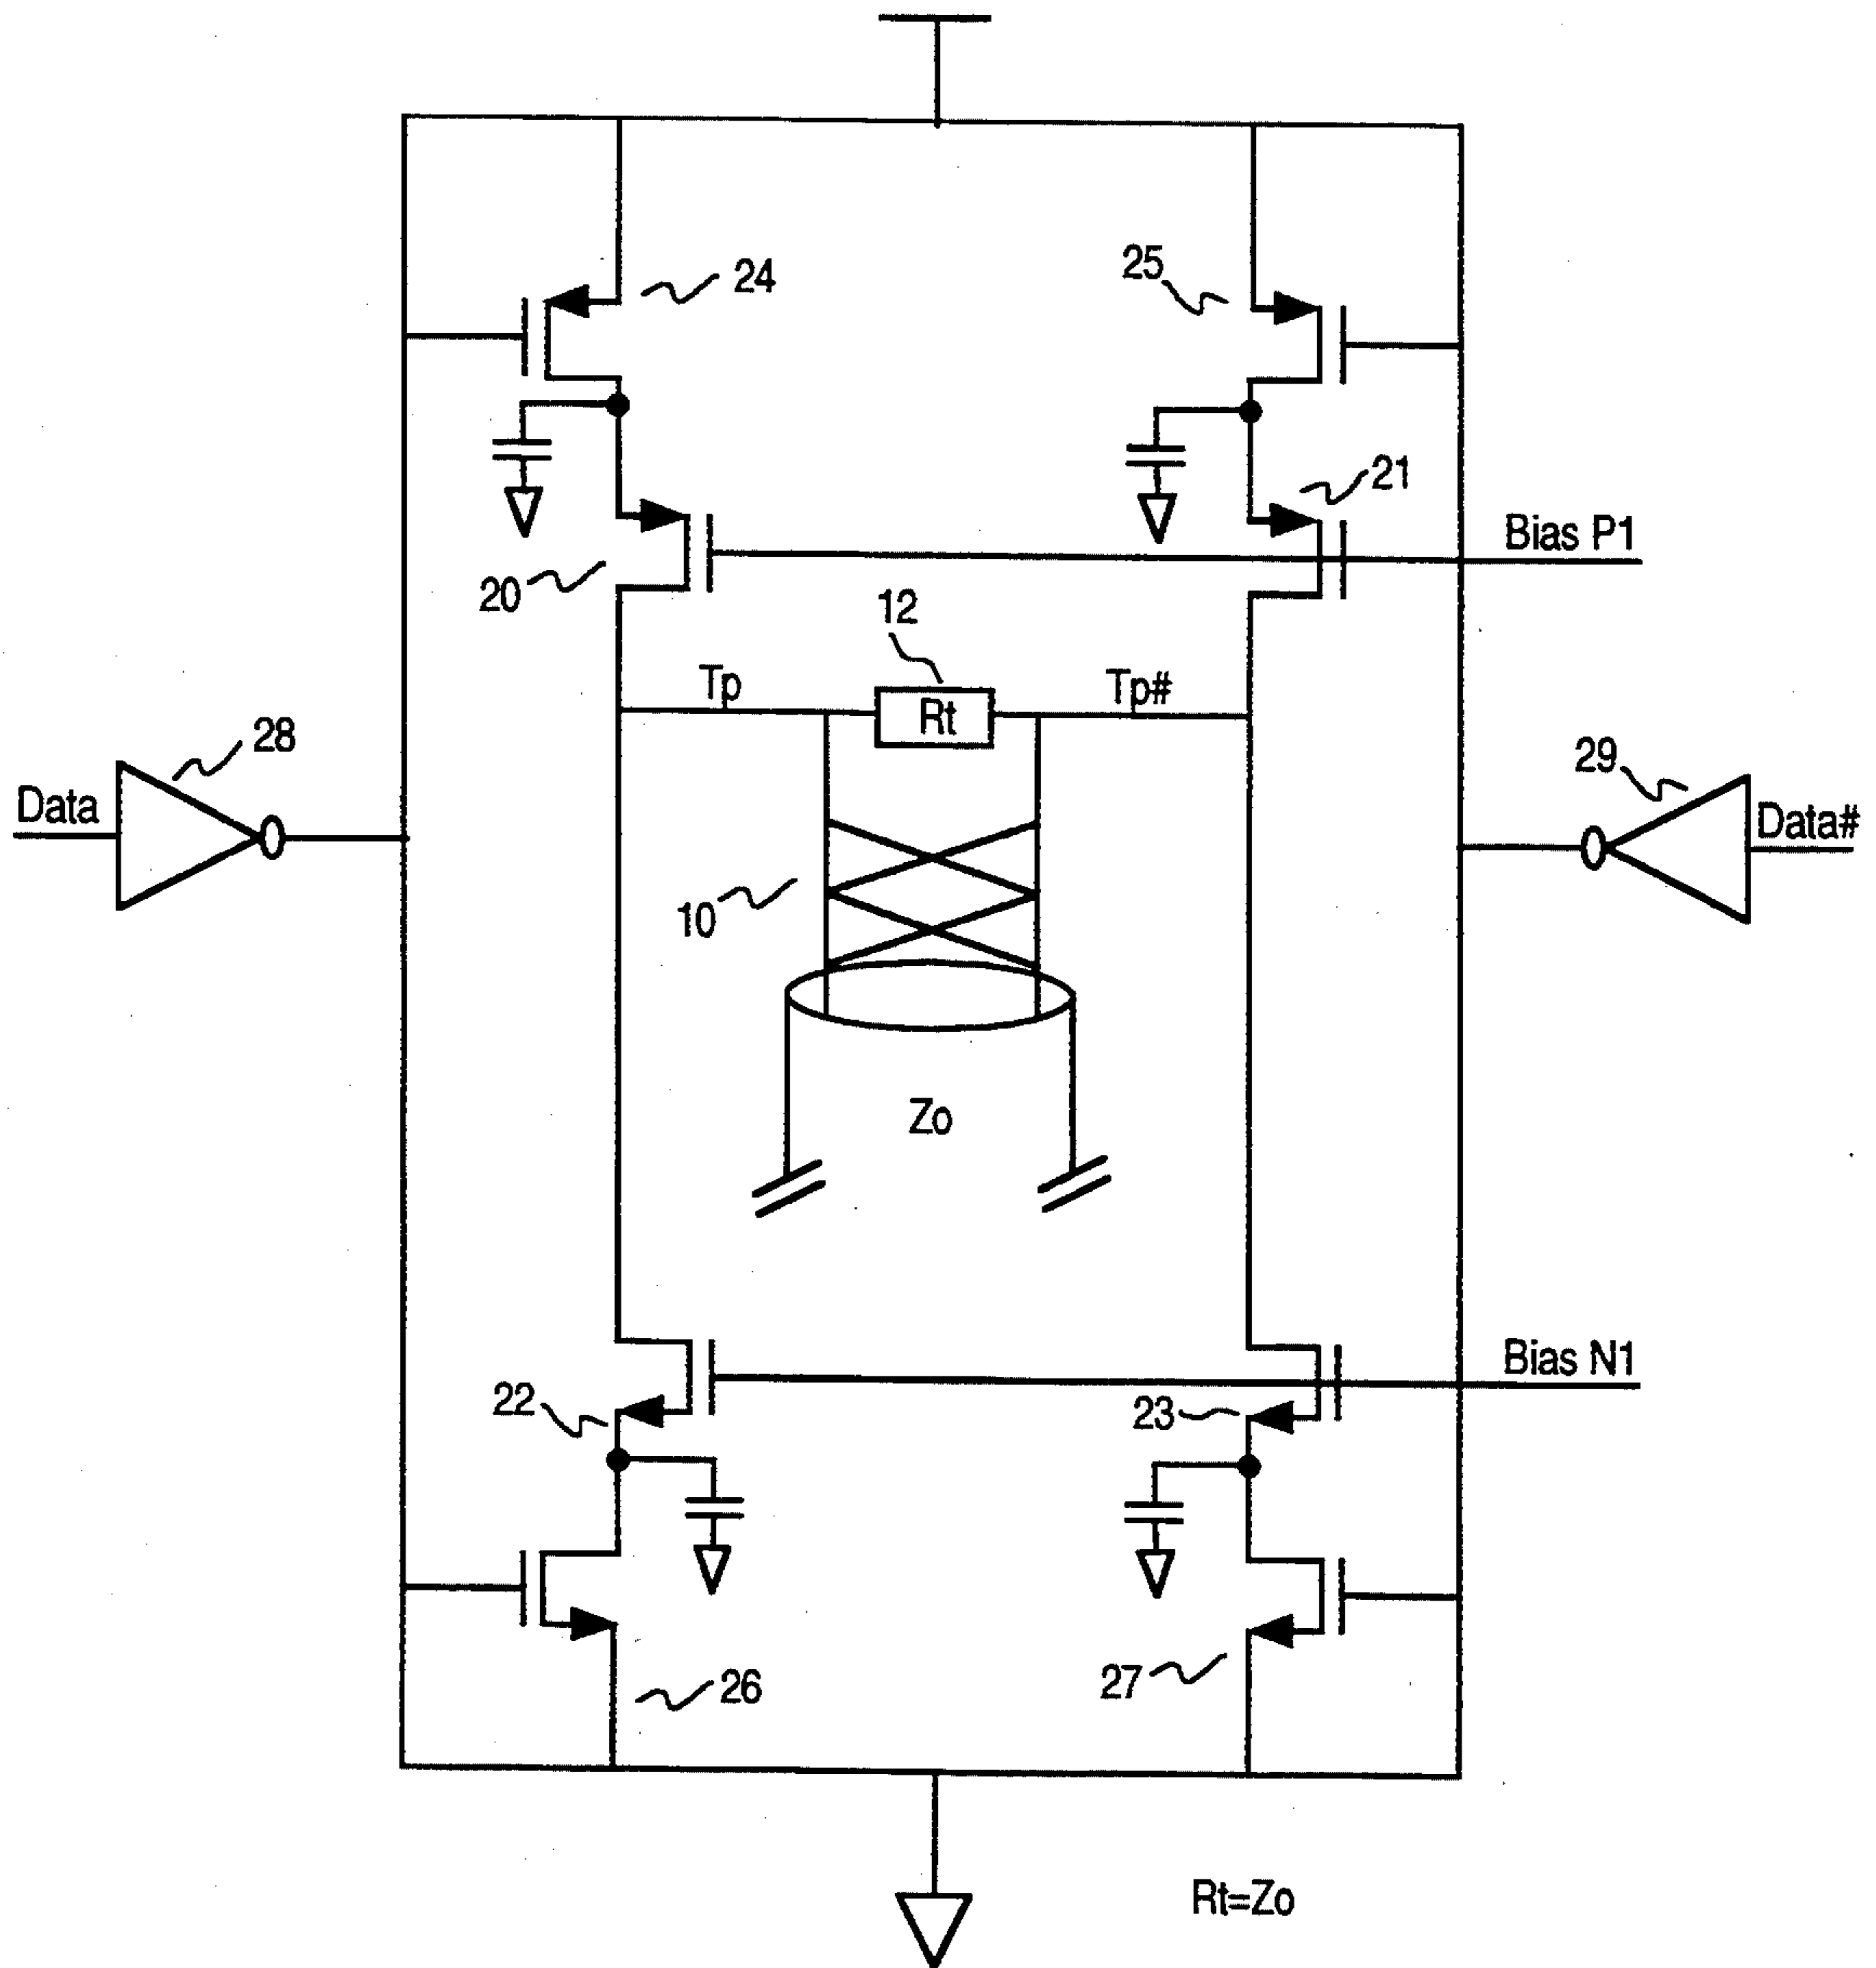 24
25
21
Bias P1
20
12
Tp
Rt
Tp#
28
29
Data
Data#
10
Zo
Bias N1
22
23
26
27
Rt=Zo